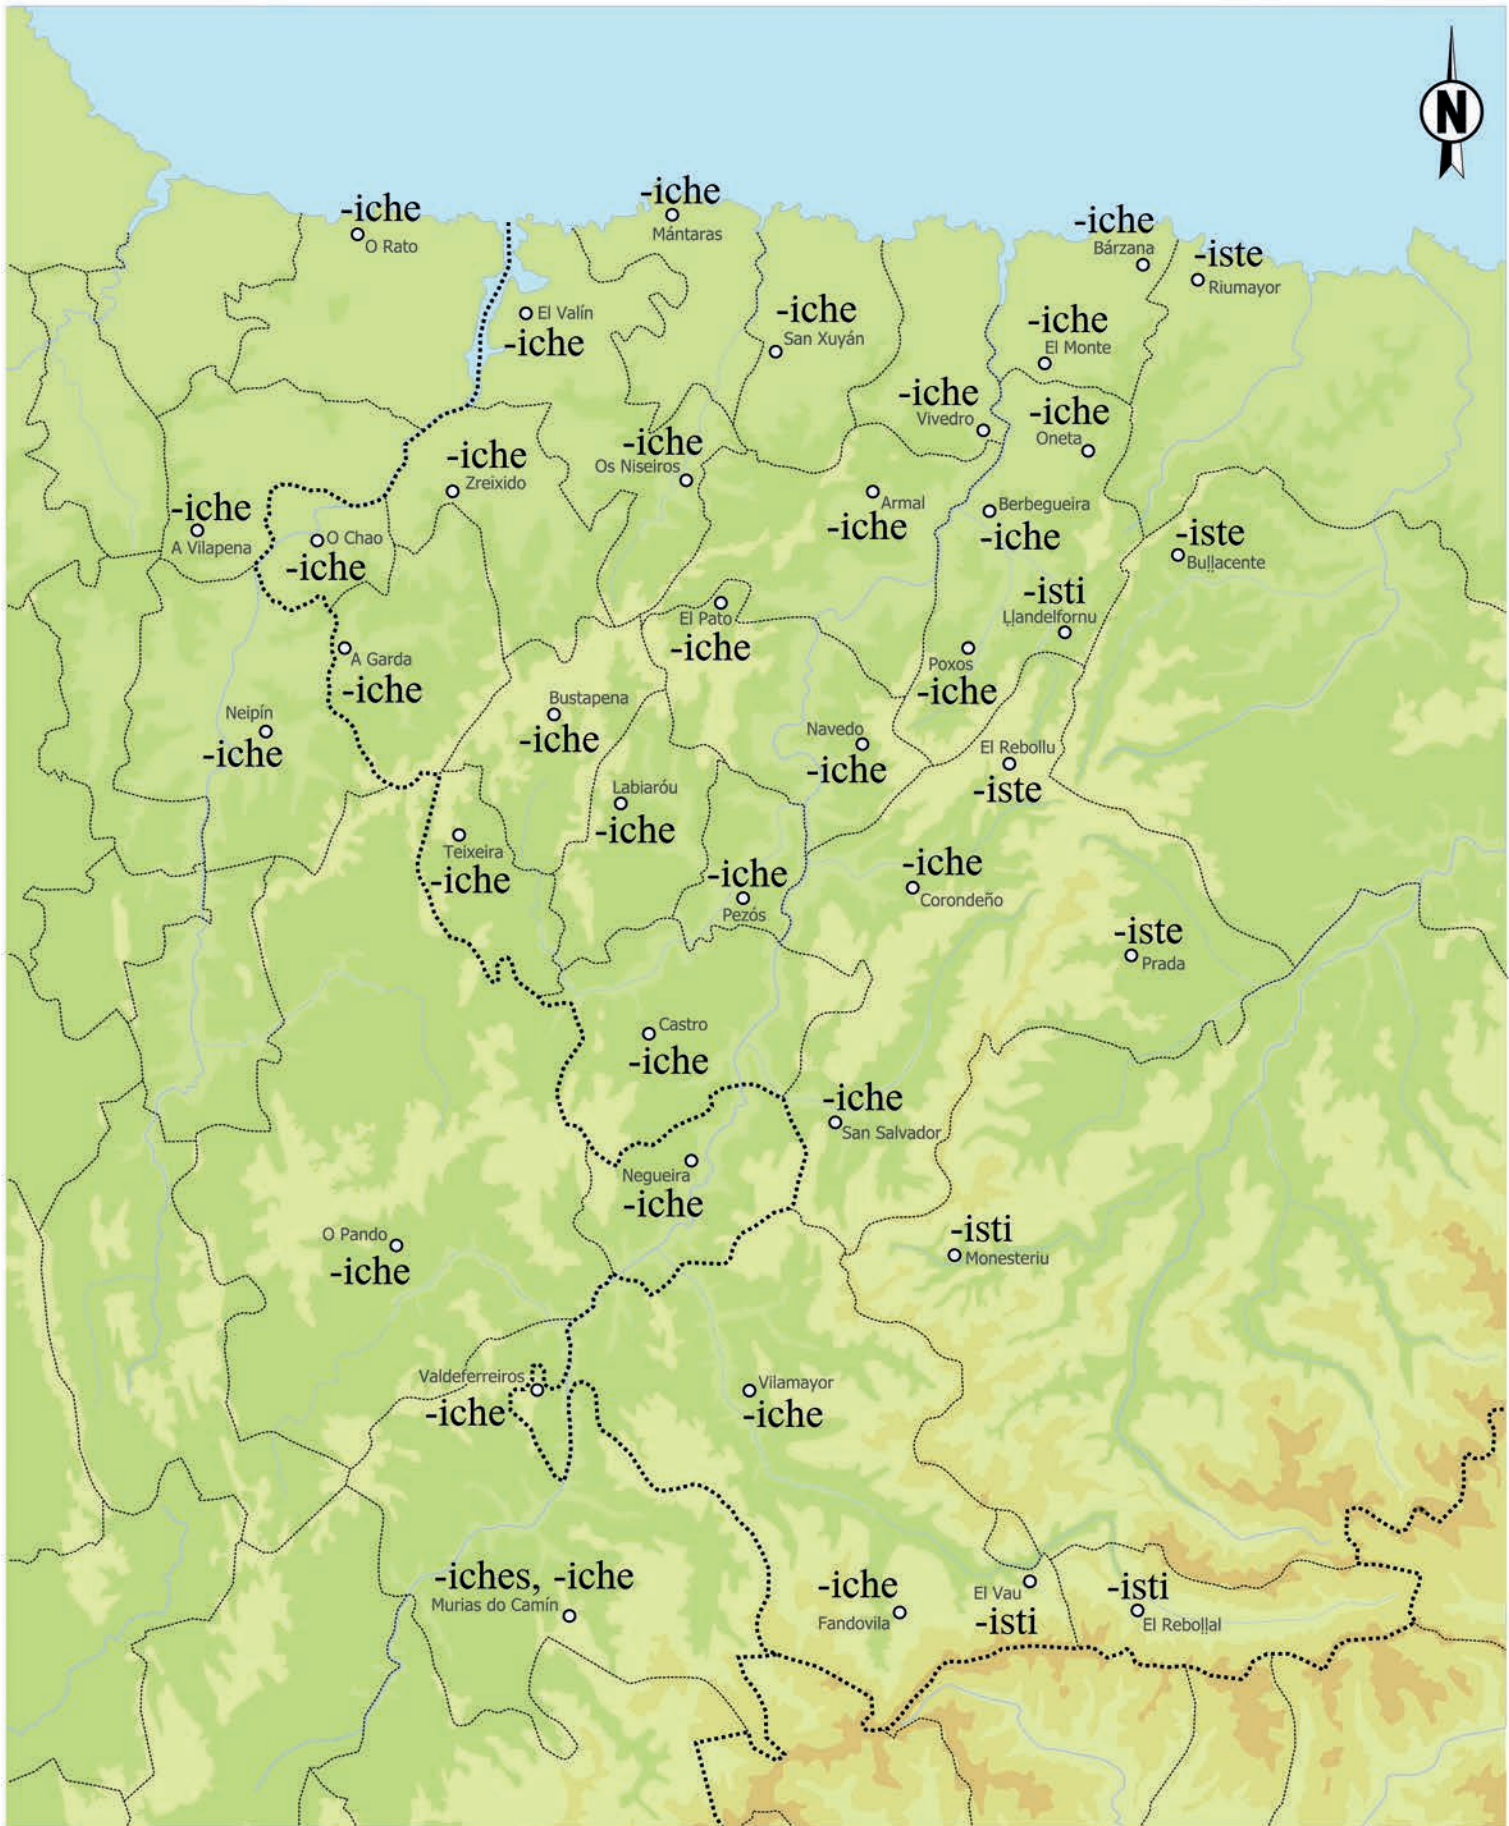 N
-iche
Mántaras
-iche
O Rato
-iche
Bárzana
-iste
Riumayor
El Valín
-iche
-iche
San Xuyán
-iche
El Monte
-iche
Vivedro
-iche
Oneta
-iche
Os Niseiros
-iche
Zreixido
-iche
A Vilapena
O Chao
-iche
Armal
-iche
Berbegueira
-iche
-iste
Buḷḷacente
-isti
Ḷḷandelfornu
El Pato
-iche
A Garda
-iche
Poxos
-iche
Bustapena
-iche
Neipín
-iche
Navedo
-iche
El Rebollu
-iste
Labiaróu
-iche
Teixeira
-iche
-iche
Pezós
-iche
Corondeño
-iste
Prada
Castro
-iche
-iche
San Salvador
Negueira
-iche
O Pando
-iche
-isti
Monesteriu
Valdeferreiros
-iche
Vilamayor
-iche
-iches, -iche
Murias do Camín
-iche
Fandovila
El Vau
-isti
-isti
El Reboḷḷal